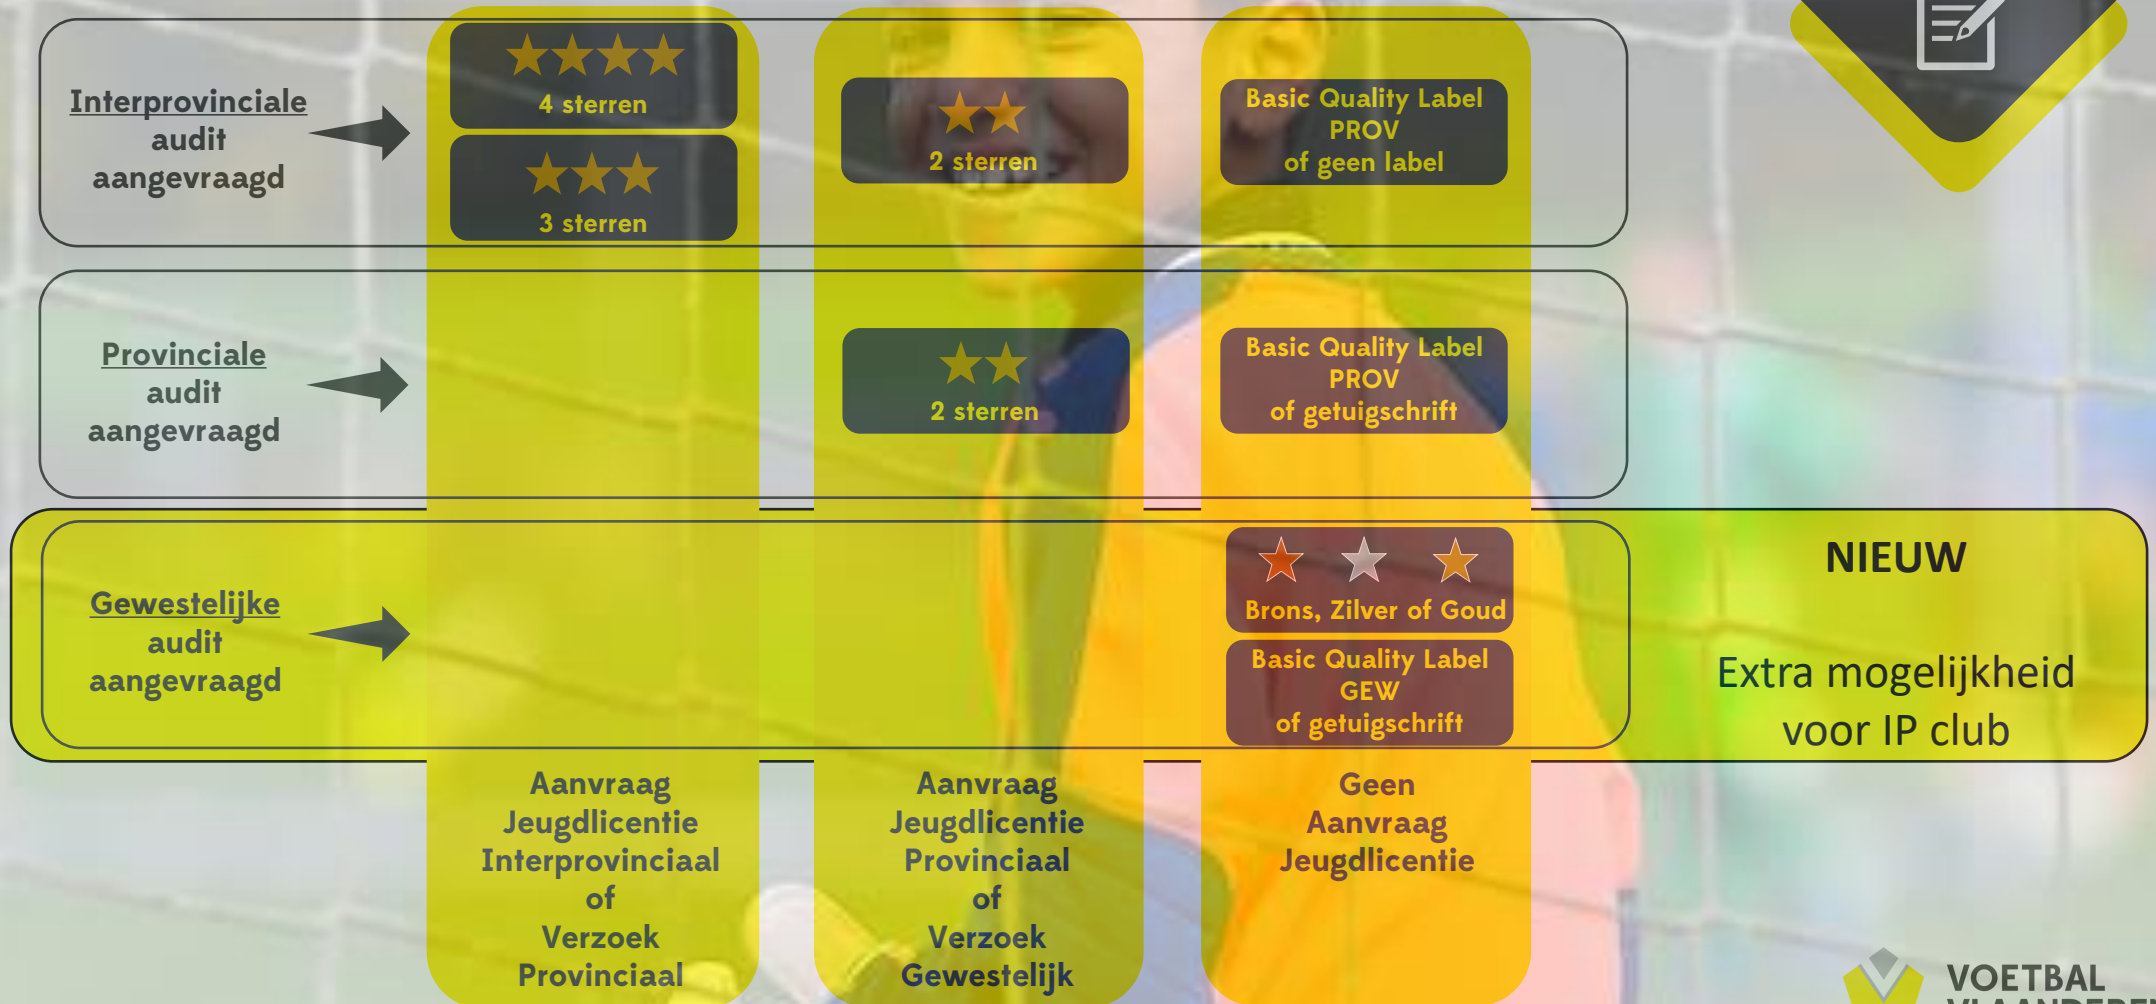 Interprovinciale
audit
aangevraagd
4 sterren
3 sterren
2 sterren
Basic Quality Label
PROV
of geen label
Provinciale
audit
aangevraagd
2 sterren
Basic Quality Label
PROV
of getuigschrift
Gewestelijke
audit
aangevraagd
Brons, Zilver of Goud
Basic Quality Label
GEW
of getuigschrift
NIEUW
Extra mogelijkheid
voor IP club
Aanvraag
Jeugdlicentie
Interprovinciaal
of
Verzoek
Provinciaal
Aanvraag
Jeugdlicentie
Provinciaal
of
Verzoek
Gewestelijk
Geen
Aanvraag
Jeugdlicentie
VOETBAL